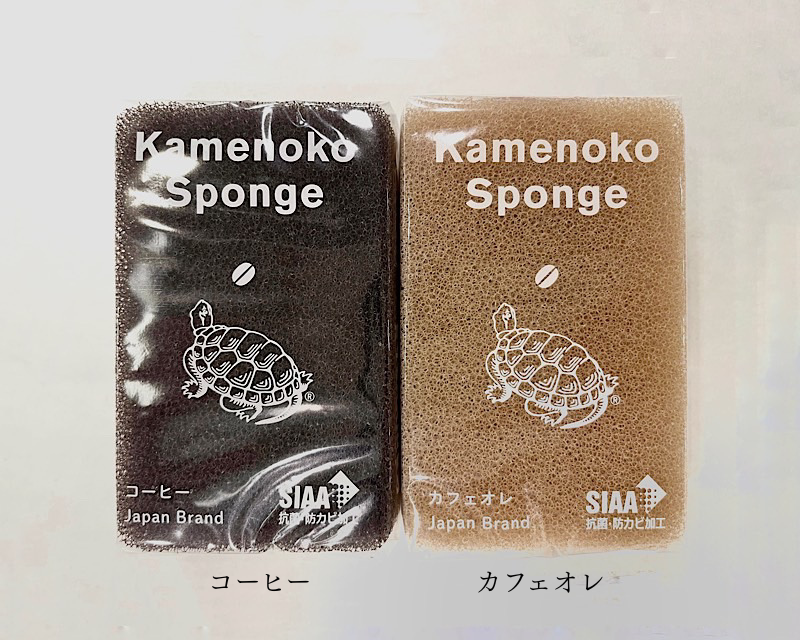 Kamenoko
Sponge
コーヒー
Japan Brand
SIAA
抗菌・防カビ加工
Kamenoko
Sponge
カフェオレ
Japan Brand
SIAA
抗菌・防カビ加工
®
®
コーヒー
カフェオレ